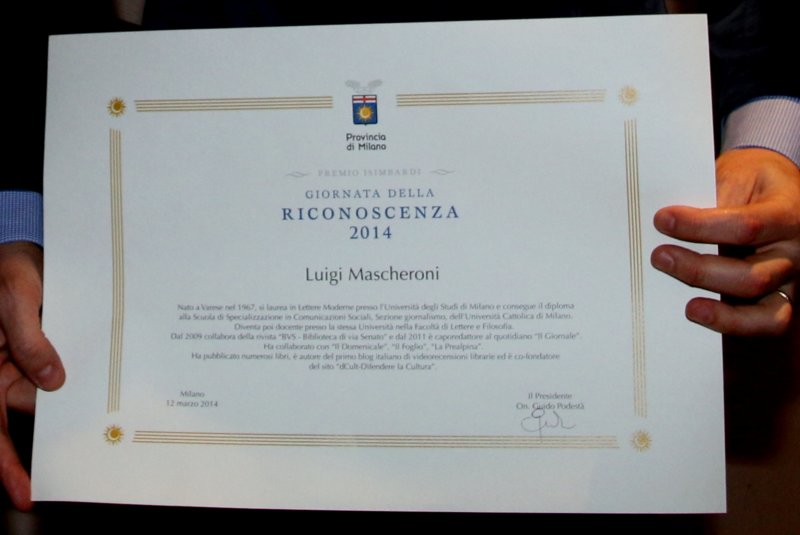 Provincia
di Milano
PREMIO ISIMBARDI
GIORNATA DELLA
RICONOSCENZA
2014
Luigi Mascheroni
Nato a Varese nel 1967, si laurea in Lettere Moderne presso l'Università degli Studi di Milano e consegue il diploma
alla Scuola di Specializzazione in Comunicazioni Sociali, Sezione giornalismo, dell'Università Cattolica di Milano.
Diventa poi docente presso la stessa Università nella Facoltà di Lettere e Filosofia.
Dal 2009 collabora della rivista "BVS - Biblioteca di via Senato" e dal 2011 è caporedattore al quotidiano "Il Giornale".
Ha collaborato con "Il Domenicale", "Il Foglio", "La Prealpina".
Ha pubblicato numerosi libri, è autore del primo blog italiano di videorecensioni librarie ed è co-fondatore
del sito "dCult-Difendere la Cultura".
Milano
12 marzo 2014
Il Presidente
On. Guido Podestà